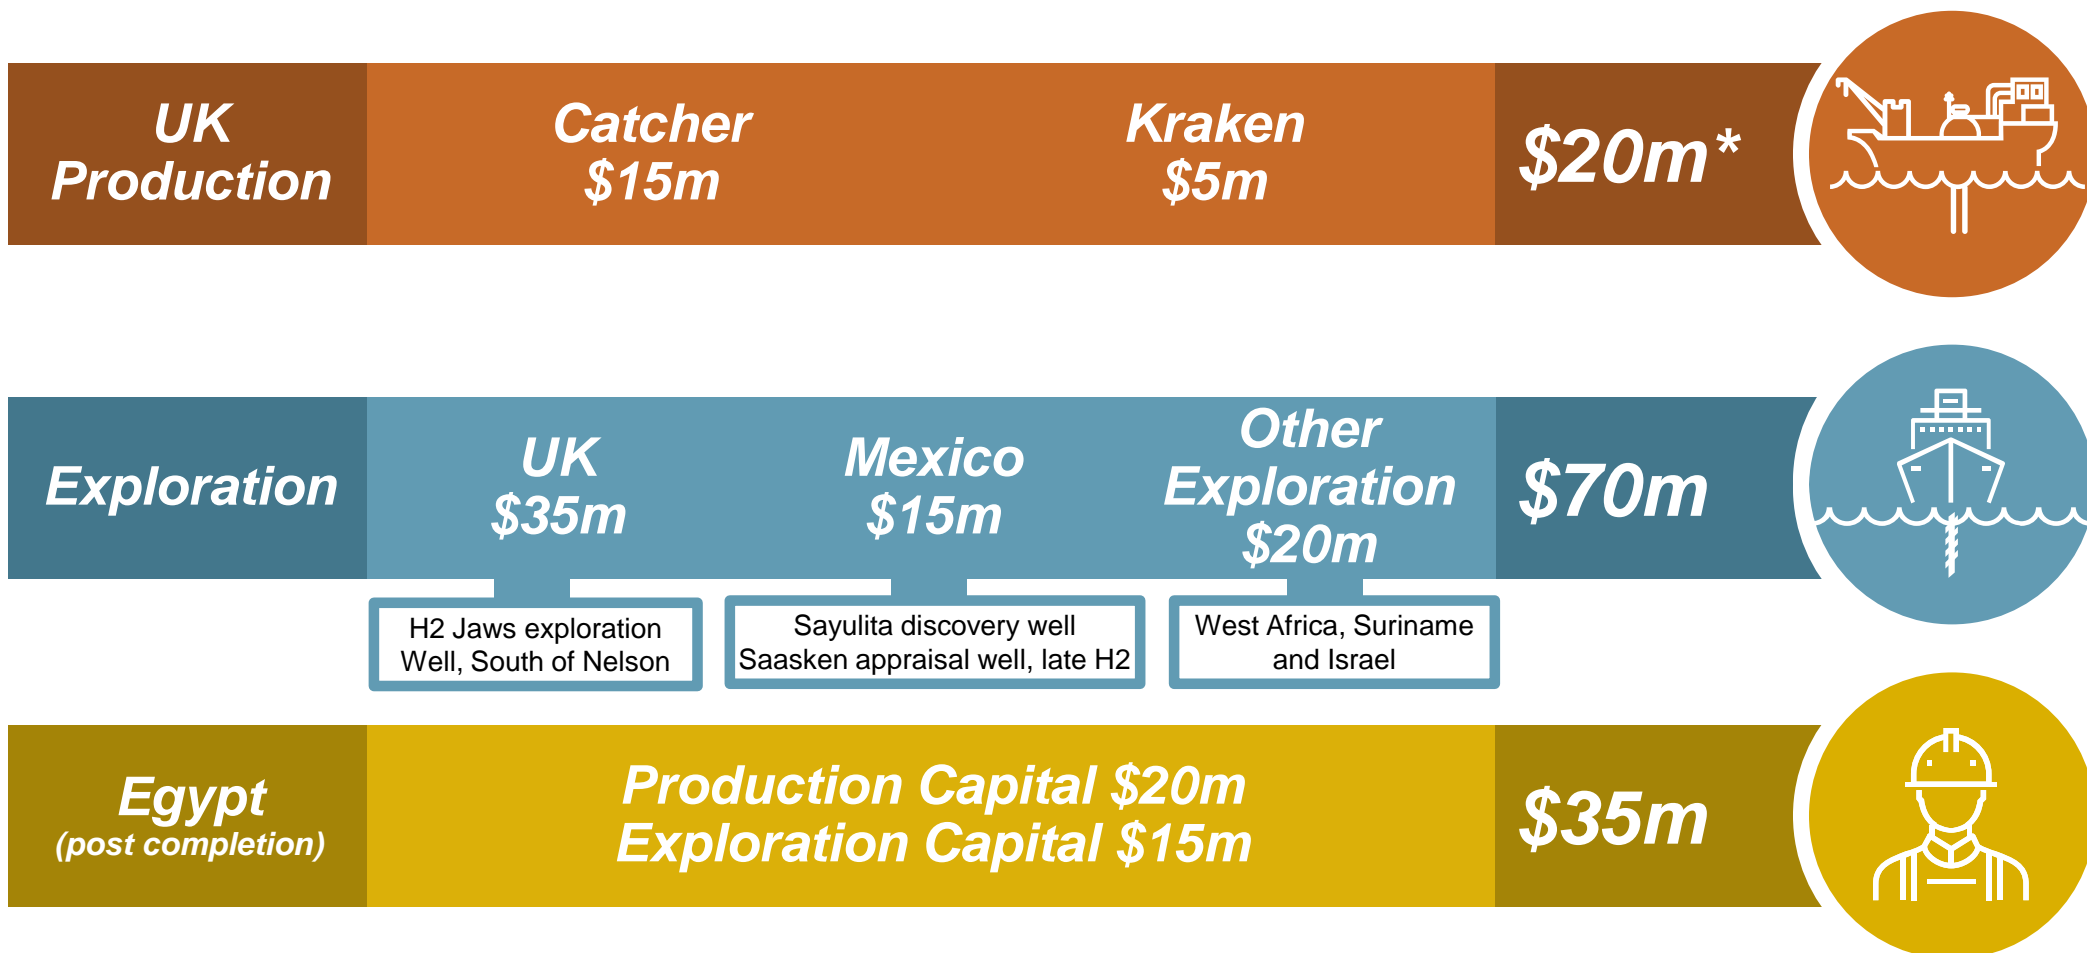 UK
Production
Catcher
$15m
Kraken
$5m
$20m*
Exploration
UK
$35m
Mexico
$15m
Other
Exploration
$20m
$70m
H2 Jaws exploration
Well, South of Nelson
Sayulita discovery well
Saasken appraisal well, late H2
West Africa, Suriname
and Israel
Egypt
(post completion)
Production Capital $20m
Exploration Capital $15m
$35m